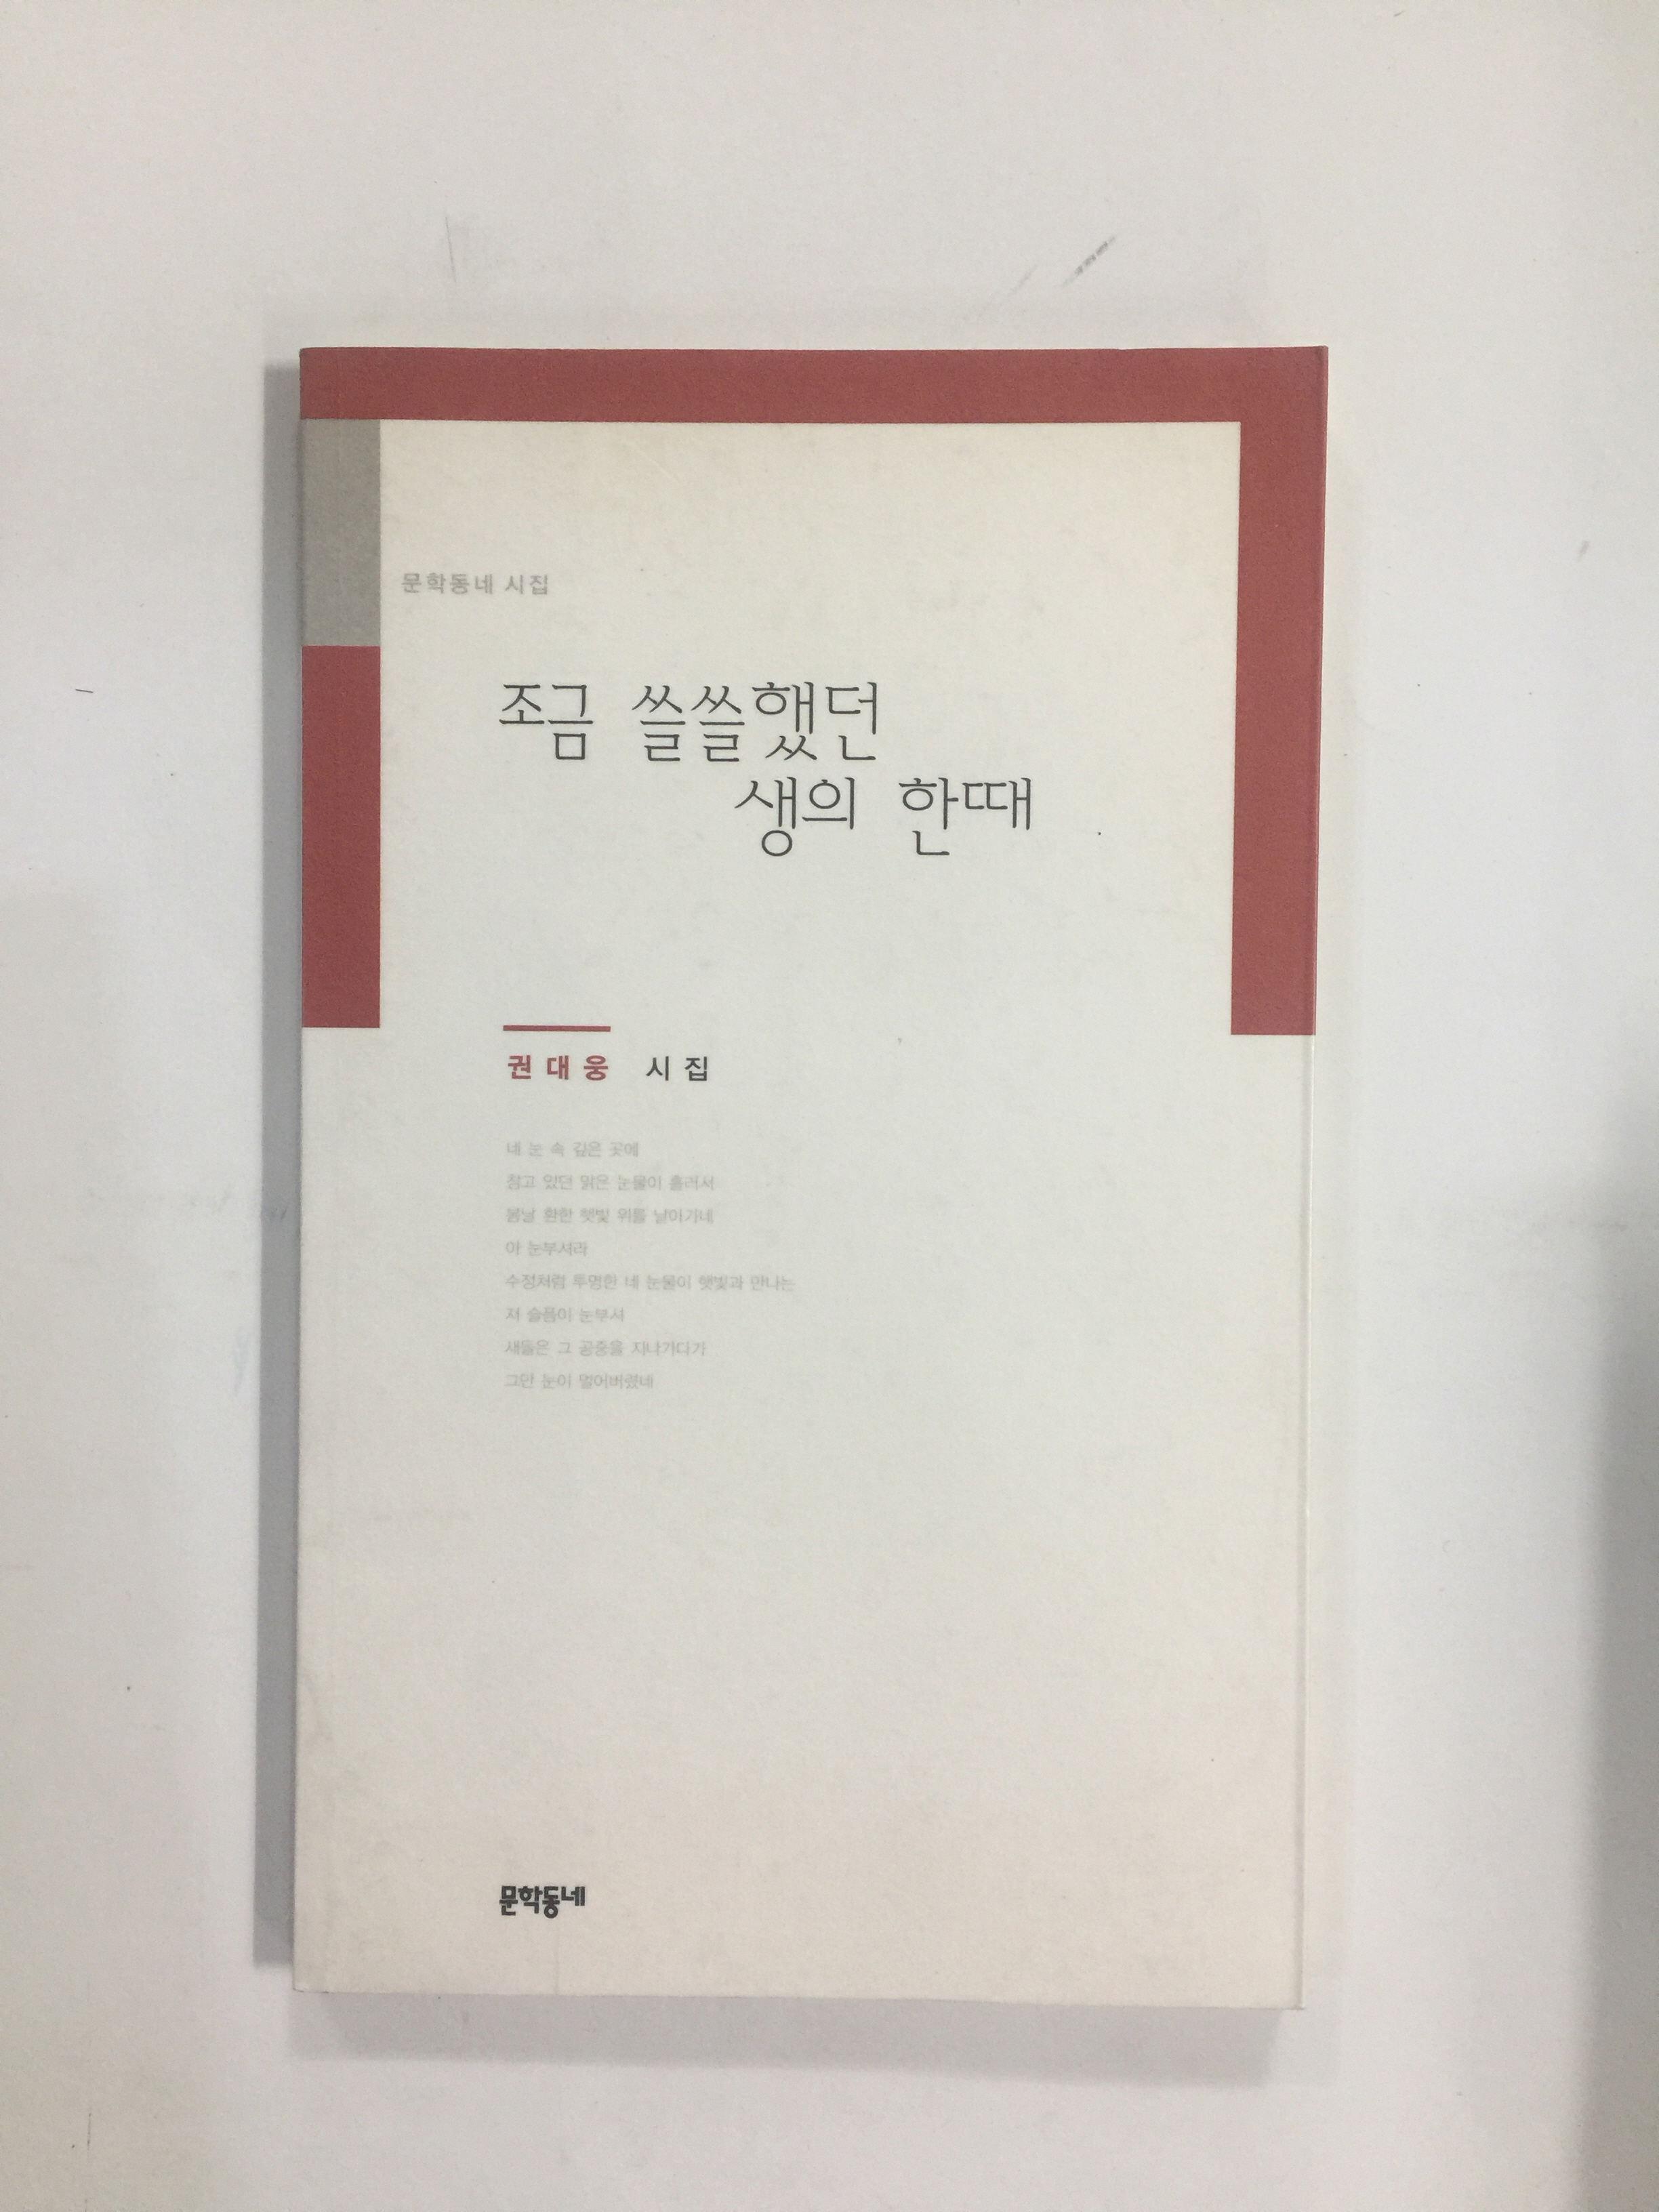 문학동네 시집
조금 쓸쓸했던
생의 한때
권대웅 시집
네 눈 속 깊은 곳에
참고 있던 맑은 눈물이 흘러서
봄날 환한 햇빛 위를 날아가네
아 눈부셔라
수정처럼 투명한 네 눈물이 햇빛과 만나는
저 슬픔이 눈부셔
새들은 그 공중을 지나가다가
그만 눈이 멀어버렸네
문학동네